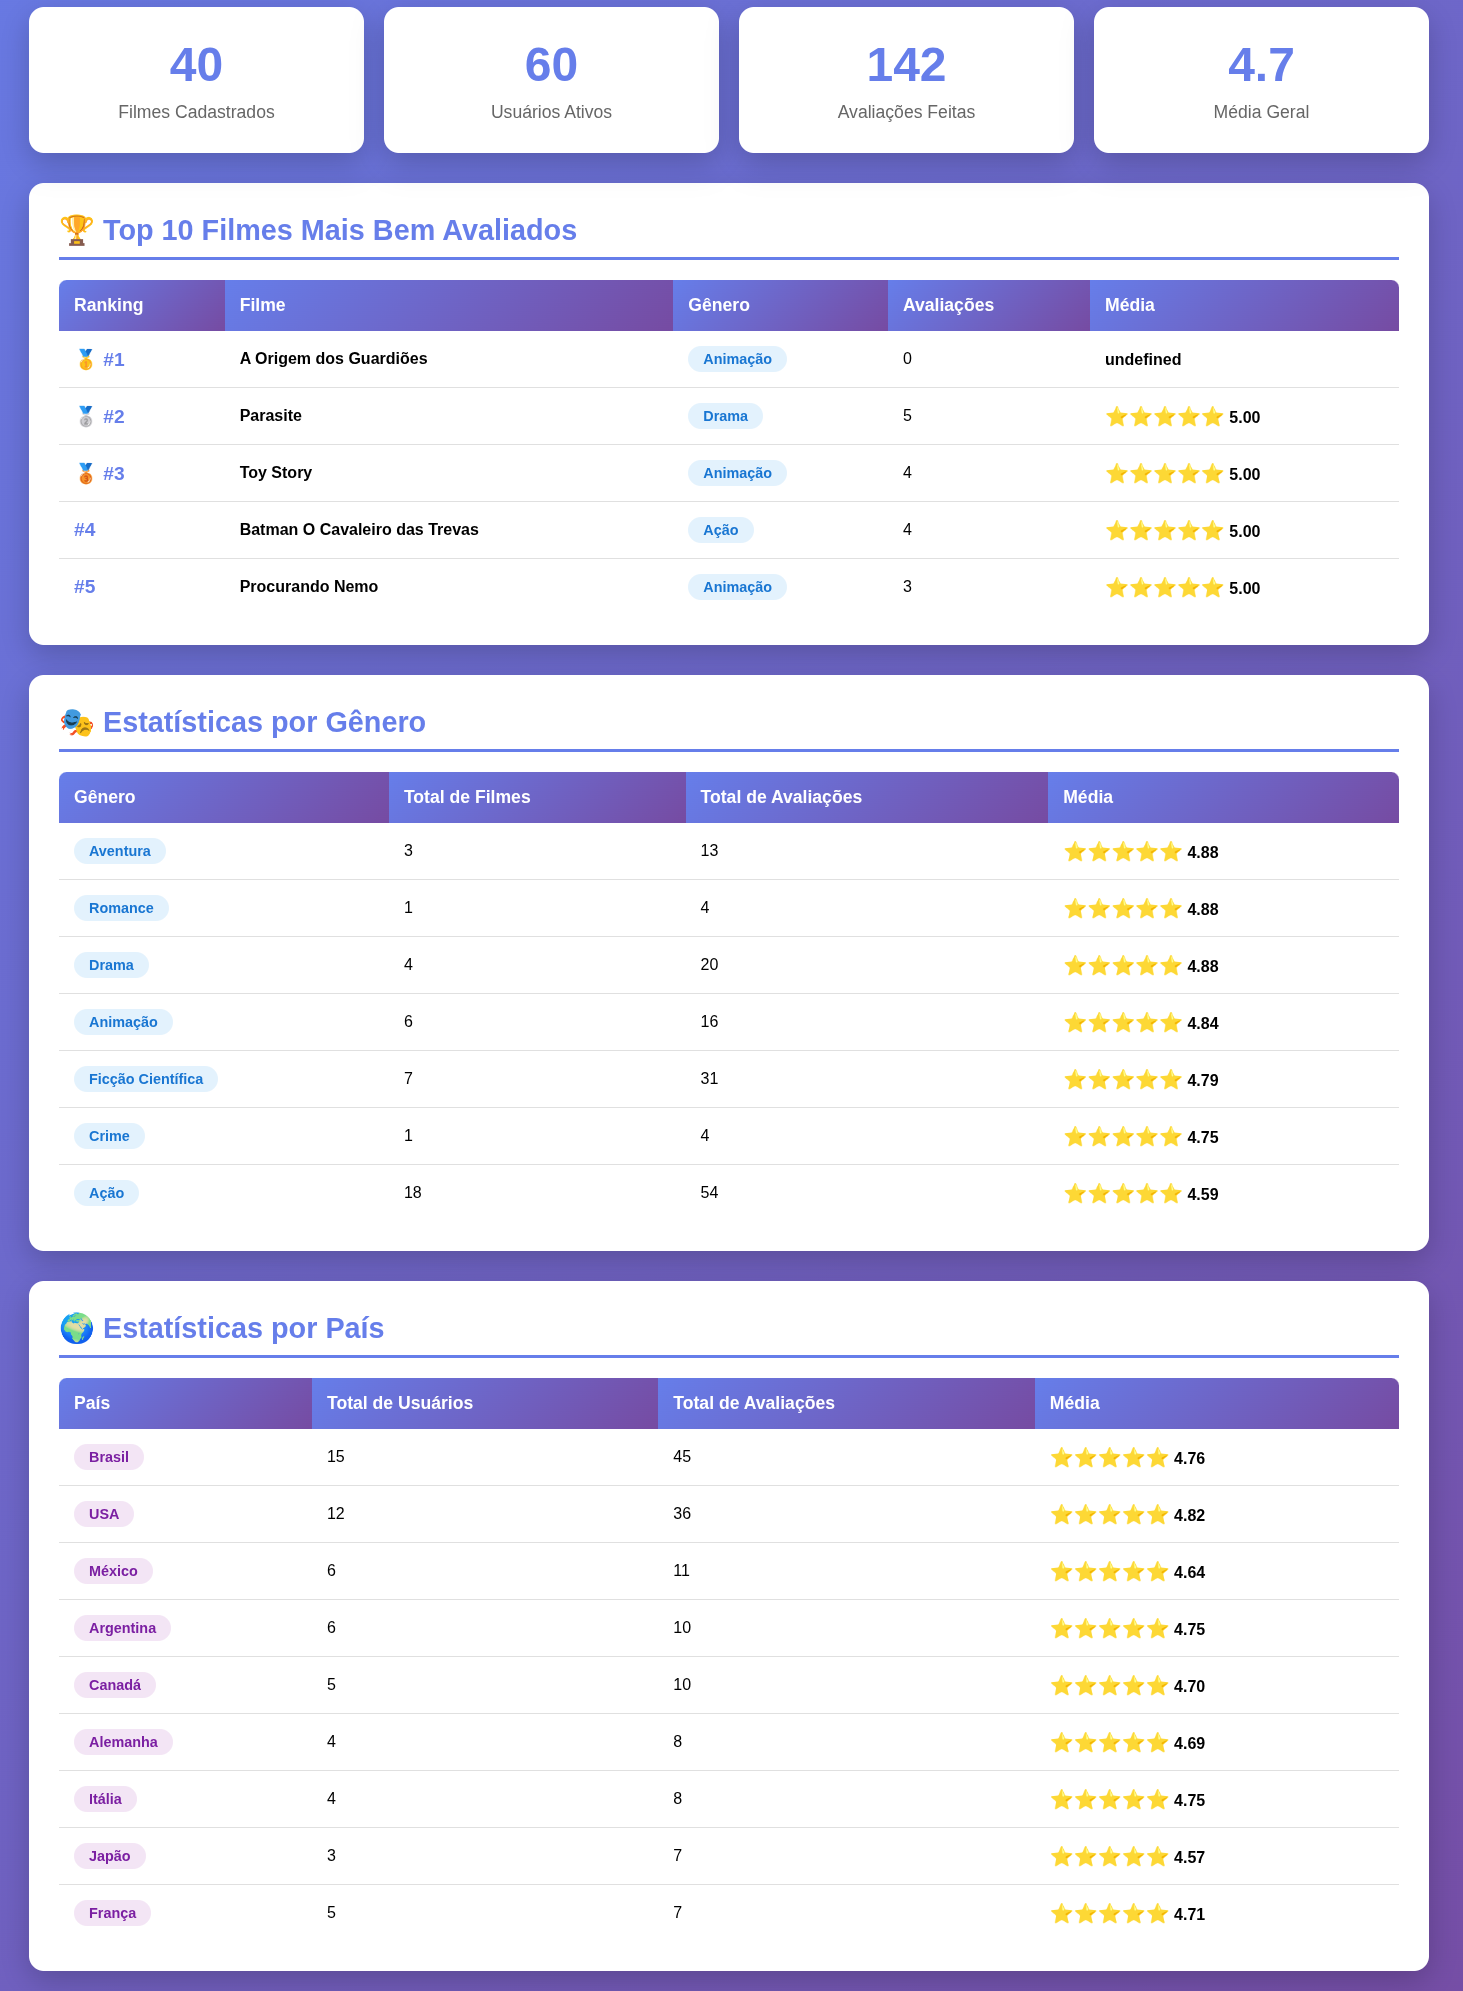 40
Filmes Cadastrados
60
Usuários Ativos
142
Avaliações Feitas
4.7
Média Geral
🏆 Top 10 Filmes Mais Bem Avaliados
Ranking Filme Gênero Avaliações Média
🥇 #1 A Origem dos Guardiões Animação 0 undefined
🥈 #2 Parasite Drama 5 ⭐⭐⭐⭐⭐ 5.00
🥉 #3 Toy Story Animação 4 ⭐⭐⭐⭐⭐ 5.00
#4 Batman O Cavaleiro das Trevas Ação 4 ⭐⭐⭐⭐⭐ 5.00
#5 Procurando Nemo Animação 3 ⭐⭐⭐⭐⭐ 5.00
🎭 Estatísticas por Gênero
Gênero Total de Filmes Total de Avaliações Média
Aventura 3 13 ⭐⭐⭐⭐⭐ 4.88
Romance 1 4 ⭐⭐⭐⭐⭐ 4.88
Drama 4 20 ⭐⭐⭐⭐⭐ 4.88
Animação 6 16 ⭐⭐⭐⭐⭐ 4.84
Ficção Científica 7 31 ⭐⭐⭐⭐⭐ 4.79
Crime 1 4 ⭐⭐⭐⭐⭐ 4.75
Ação 18 54 ⭐⭐⭐⭐⭐ 4.59
🌍 Estatísticas por País
País Total de Usuários Total de Avaliações Média
Brasil 15 45 ⭐⭐⭐⭐⭐ 4.76
USA 12 36 ⭐⭐⭐⭐⭐ 4.82
México 6 11 ⭐⭐⭐⭐⭐ 4.64
Argentina 6 10 ⭐⭐⭐⭐⭐ 4.75
Canadá 5 10 ⭐⭐⭐⭐⭐ 4.70
Alemanha 4 8 ⭐⭐⭐⭐⭐ 4.69
Itália 4 8 ⭐⭐⭐⭐⭐ 4.75
Japão 3 7 ⭐⭐⭐⭐⭐ 4.57
França 5 7 ⭐⭐⭐⭐⭐ 4.71